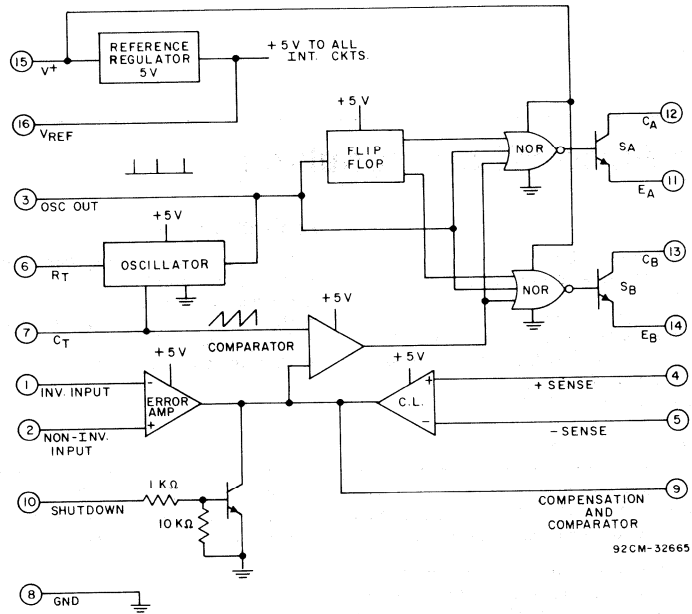 REFERENCE
REGULATOR
5V
+5V TO ALL
INT. CKTS.
15
V+
16
VREF
+5V
FLIP
FLOP
NOR
SA
CA
12
EA
11
3
OSC OUT
+5V
OSCILLATOR
6
RT
7
CT
NOR
SB
CB
13
EB
14
COMPARATOR
+5V
1
INV. INPUT
+5V
-
ERROR
AMP
+
2
NON-INV.
INPUT
+5V
C.L.
+
-
4
+ SENSE
5
- SENSE
10
SHUTDOWN
1 KΩ
10 KΩ
9
COMPENSATION
AND
COMPARATOR
92CM-32665
8
GND